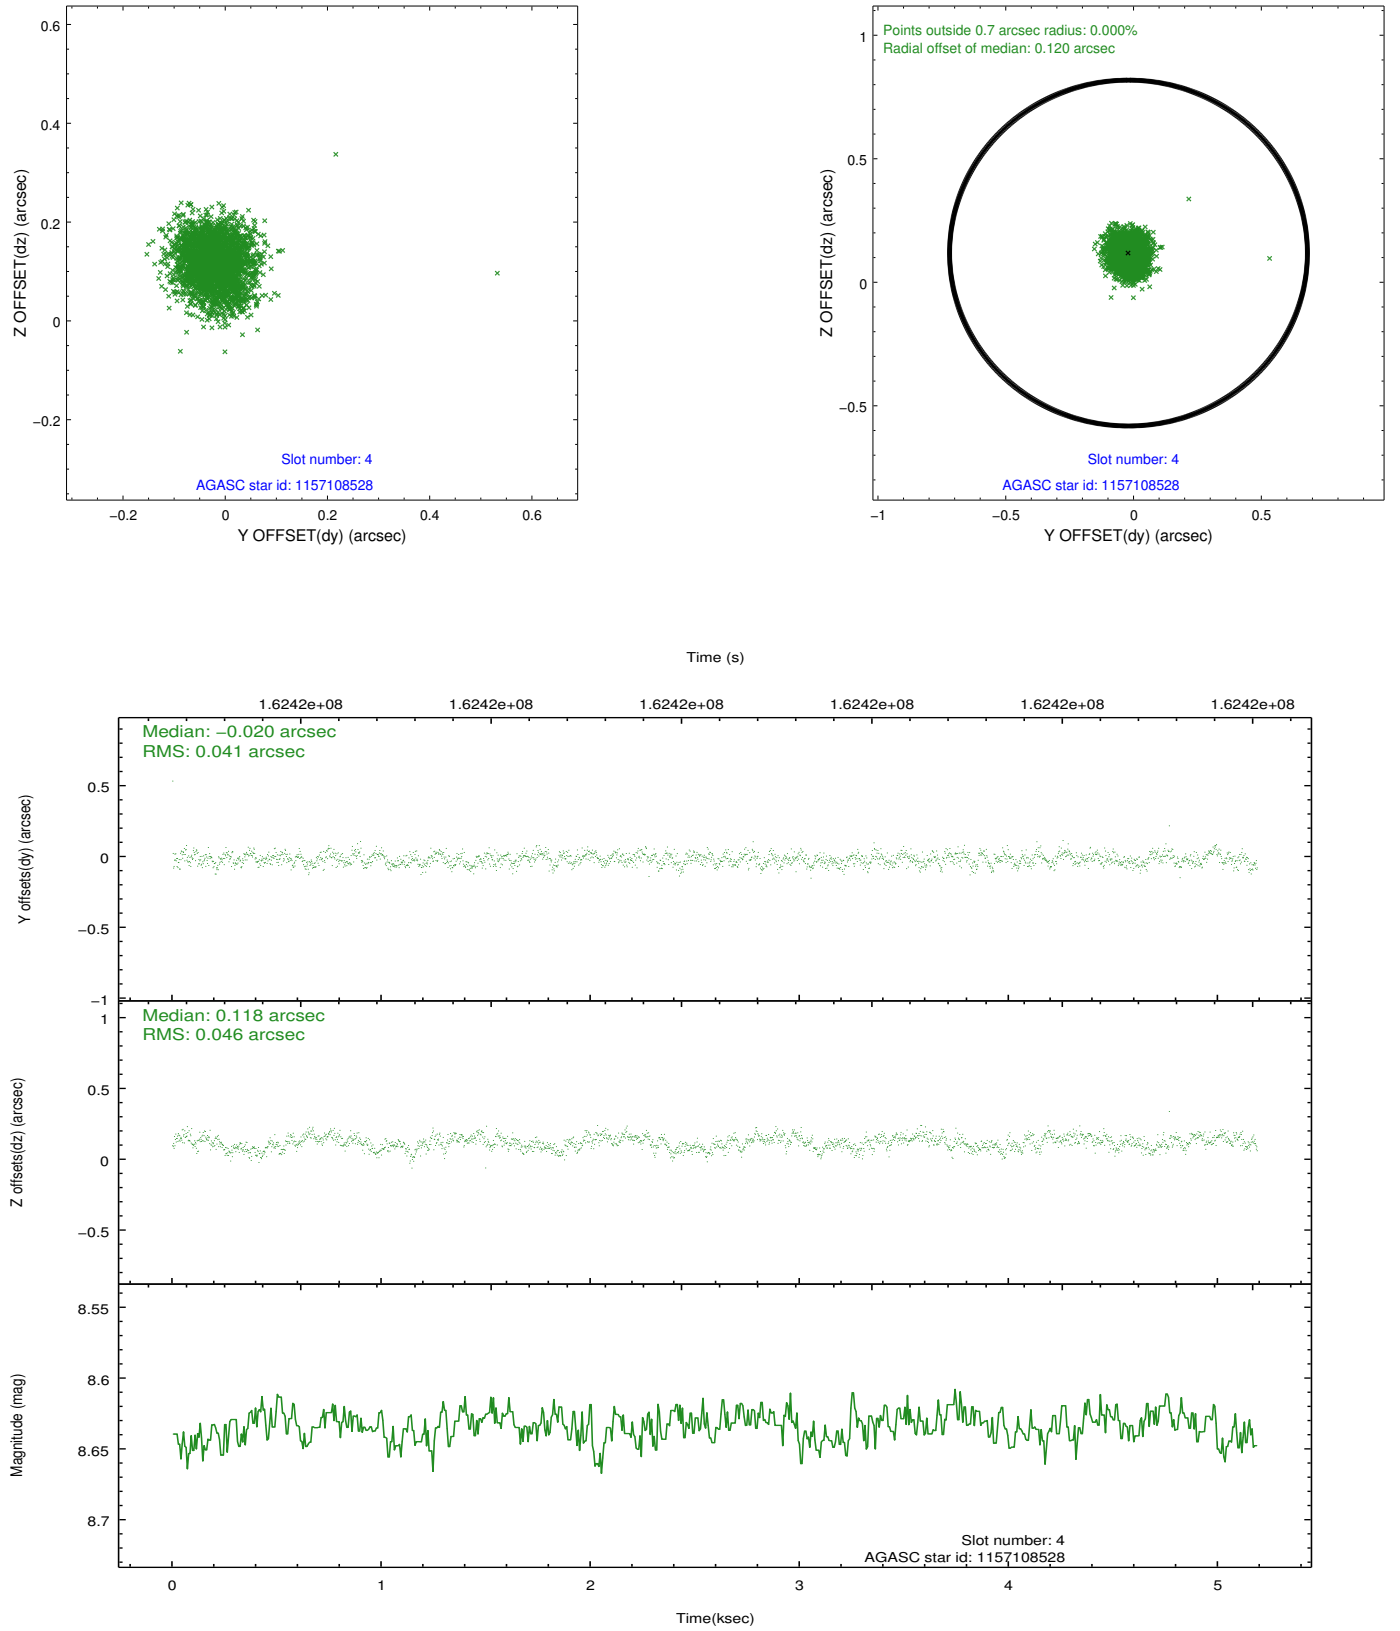 0.6
0.4
0.2
0
−0.2
Z OFFSET(dz) (arcsec)
Slot number: 4
AGASC star id: 1157108528
−0.2 0 0.2 0.4 0.6
Y OFFSET(dy) (arcsec)
Points outside 0.7 arcsec radius: 0.000%
Radial offset of median: 0.120 arcsec
1
0.5
0
−0.5
Z OFFSET(dz) (arcsec)
Slot number: 4
AGASC star id: 1157108528
−1 −0.5 0 0.5
Y OFFSET(dy) (arcsec)
Time (s)
1.6242e+08 1.6242e+08 1.6242e+08 1.6242e+08 1.6242e+08 1.6242e+08
Median: −0.020 arcsec
RMS: 0.041 arcsec
0.5
0
−0.5
−1
Y offsets(dy) (arcsec)
Median: 0.118 arcsec
RMS: 0.046 arcsec
1
0.5
0
−0.5
Z offsets(dz) (arcsec)
8.55
8.6
8.65
8.7
Magnitude (mag)
Slot number: 4
AGASC star id: 1157108528
0 1 2 3 4 5
Time(ksec)